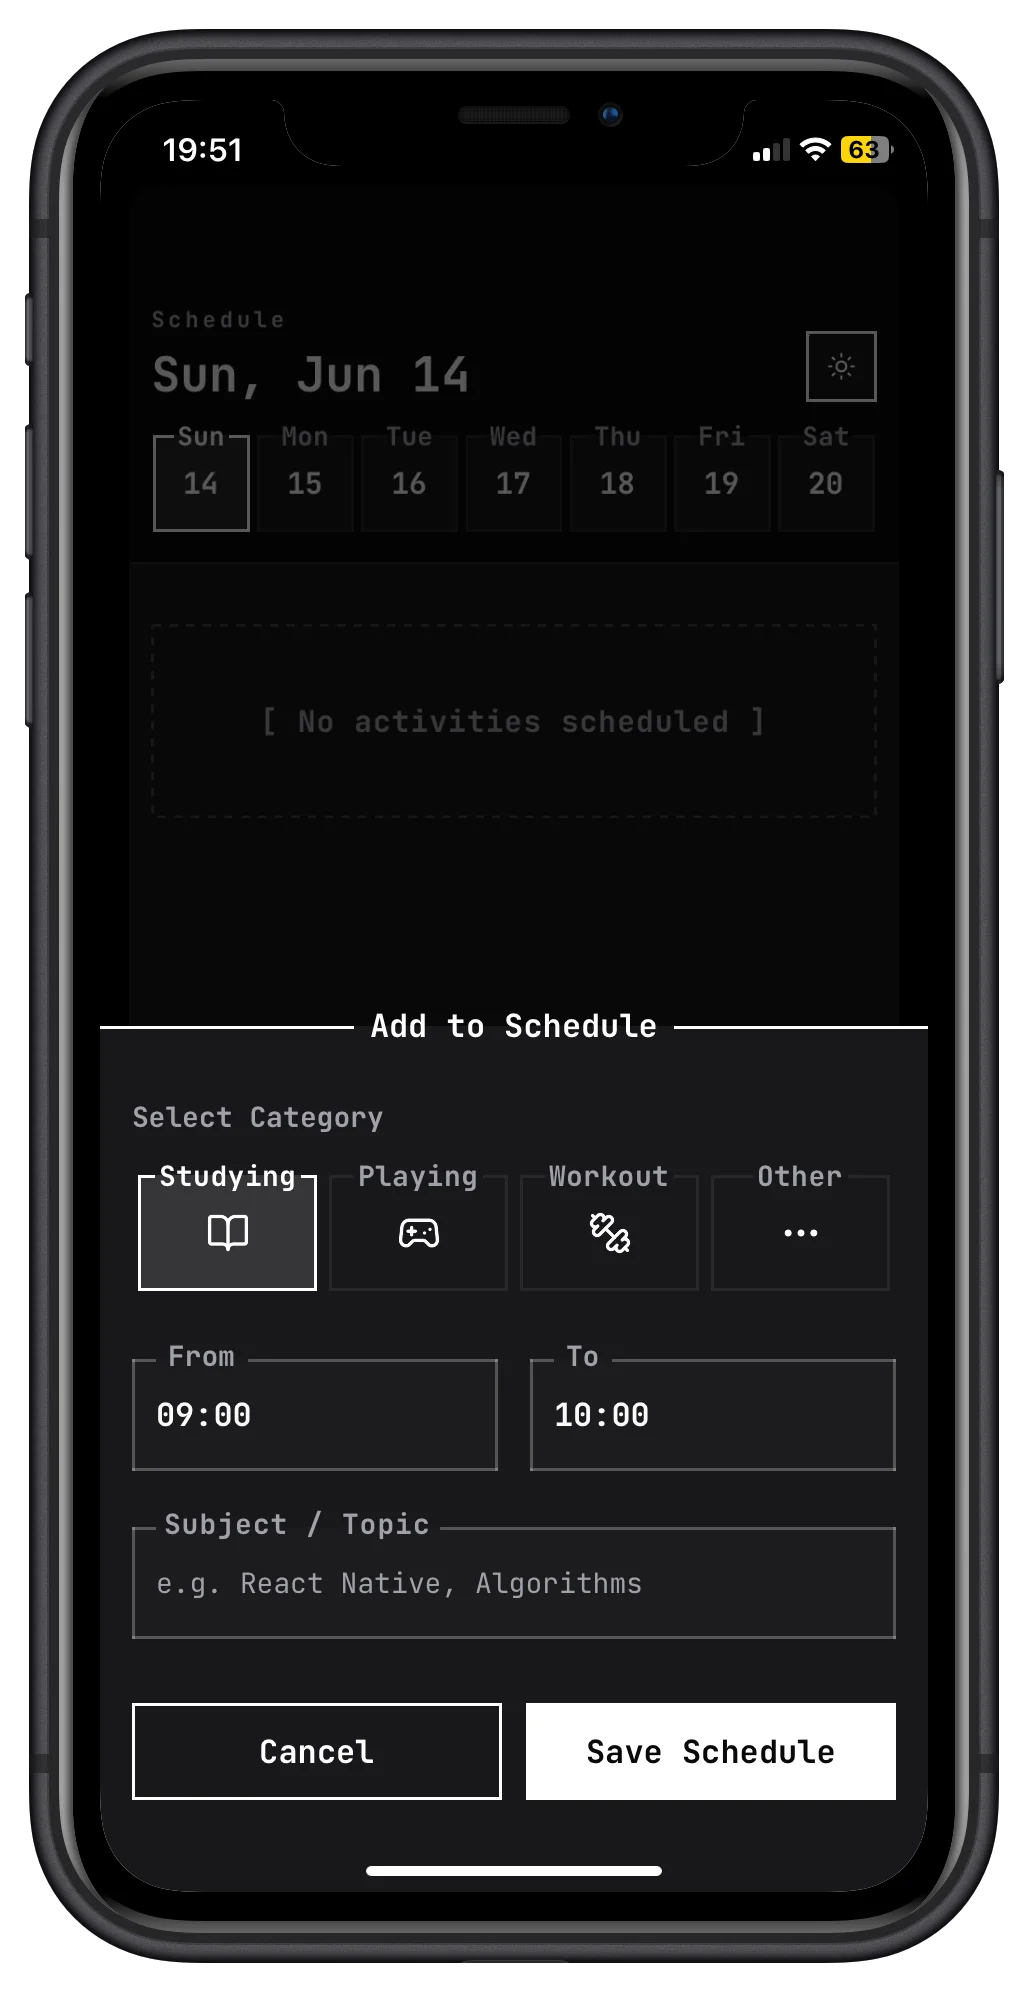 19:51
63
Schedule
Sun, Jun 14
Sun Mon Tue Wed Thu Fri Sat
14 15 16 17 18 19 20
[ No activities scheduled ]
Add to Schedule
Select Category
Studying Playing Workout Other
From To
09:00 10:00
Subject / Topic
e.g. React Native, Algorithms
Cancel Save Schedule